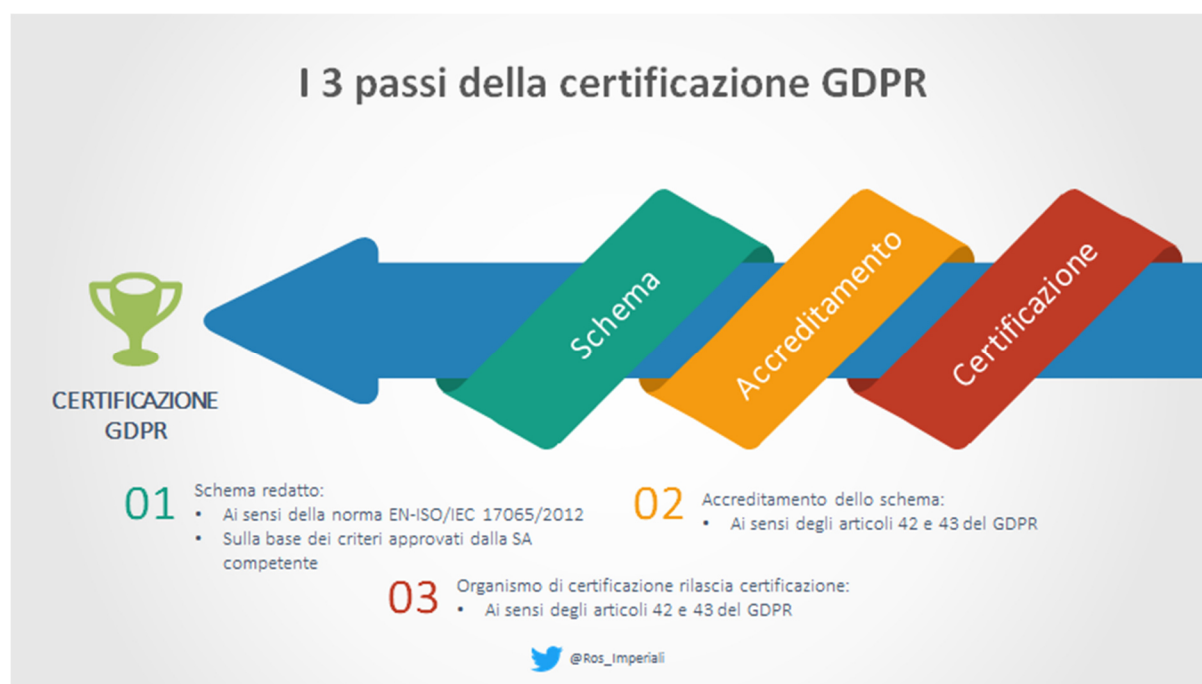 I 3 passi della certificazione GDPR
Schema
Accreditamento
Certificazione
CERTIFICAZIONE
GDPR
01
Schema redatto:
• Ai sensi della norma EN-ISO/IEC 17065/2012
• Sulla base dei criteri approvati dalla SA
competente
02
Accreditamento dello schema:
• Ai sensi degli articoli 42 e 43 del GDPR
03
Organismo di certificazione rilascia certificazione:
• Ai sensi degli articoli 42 e 43 del GDPR
@Ros_Imperiali